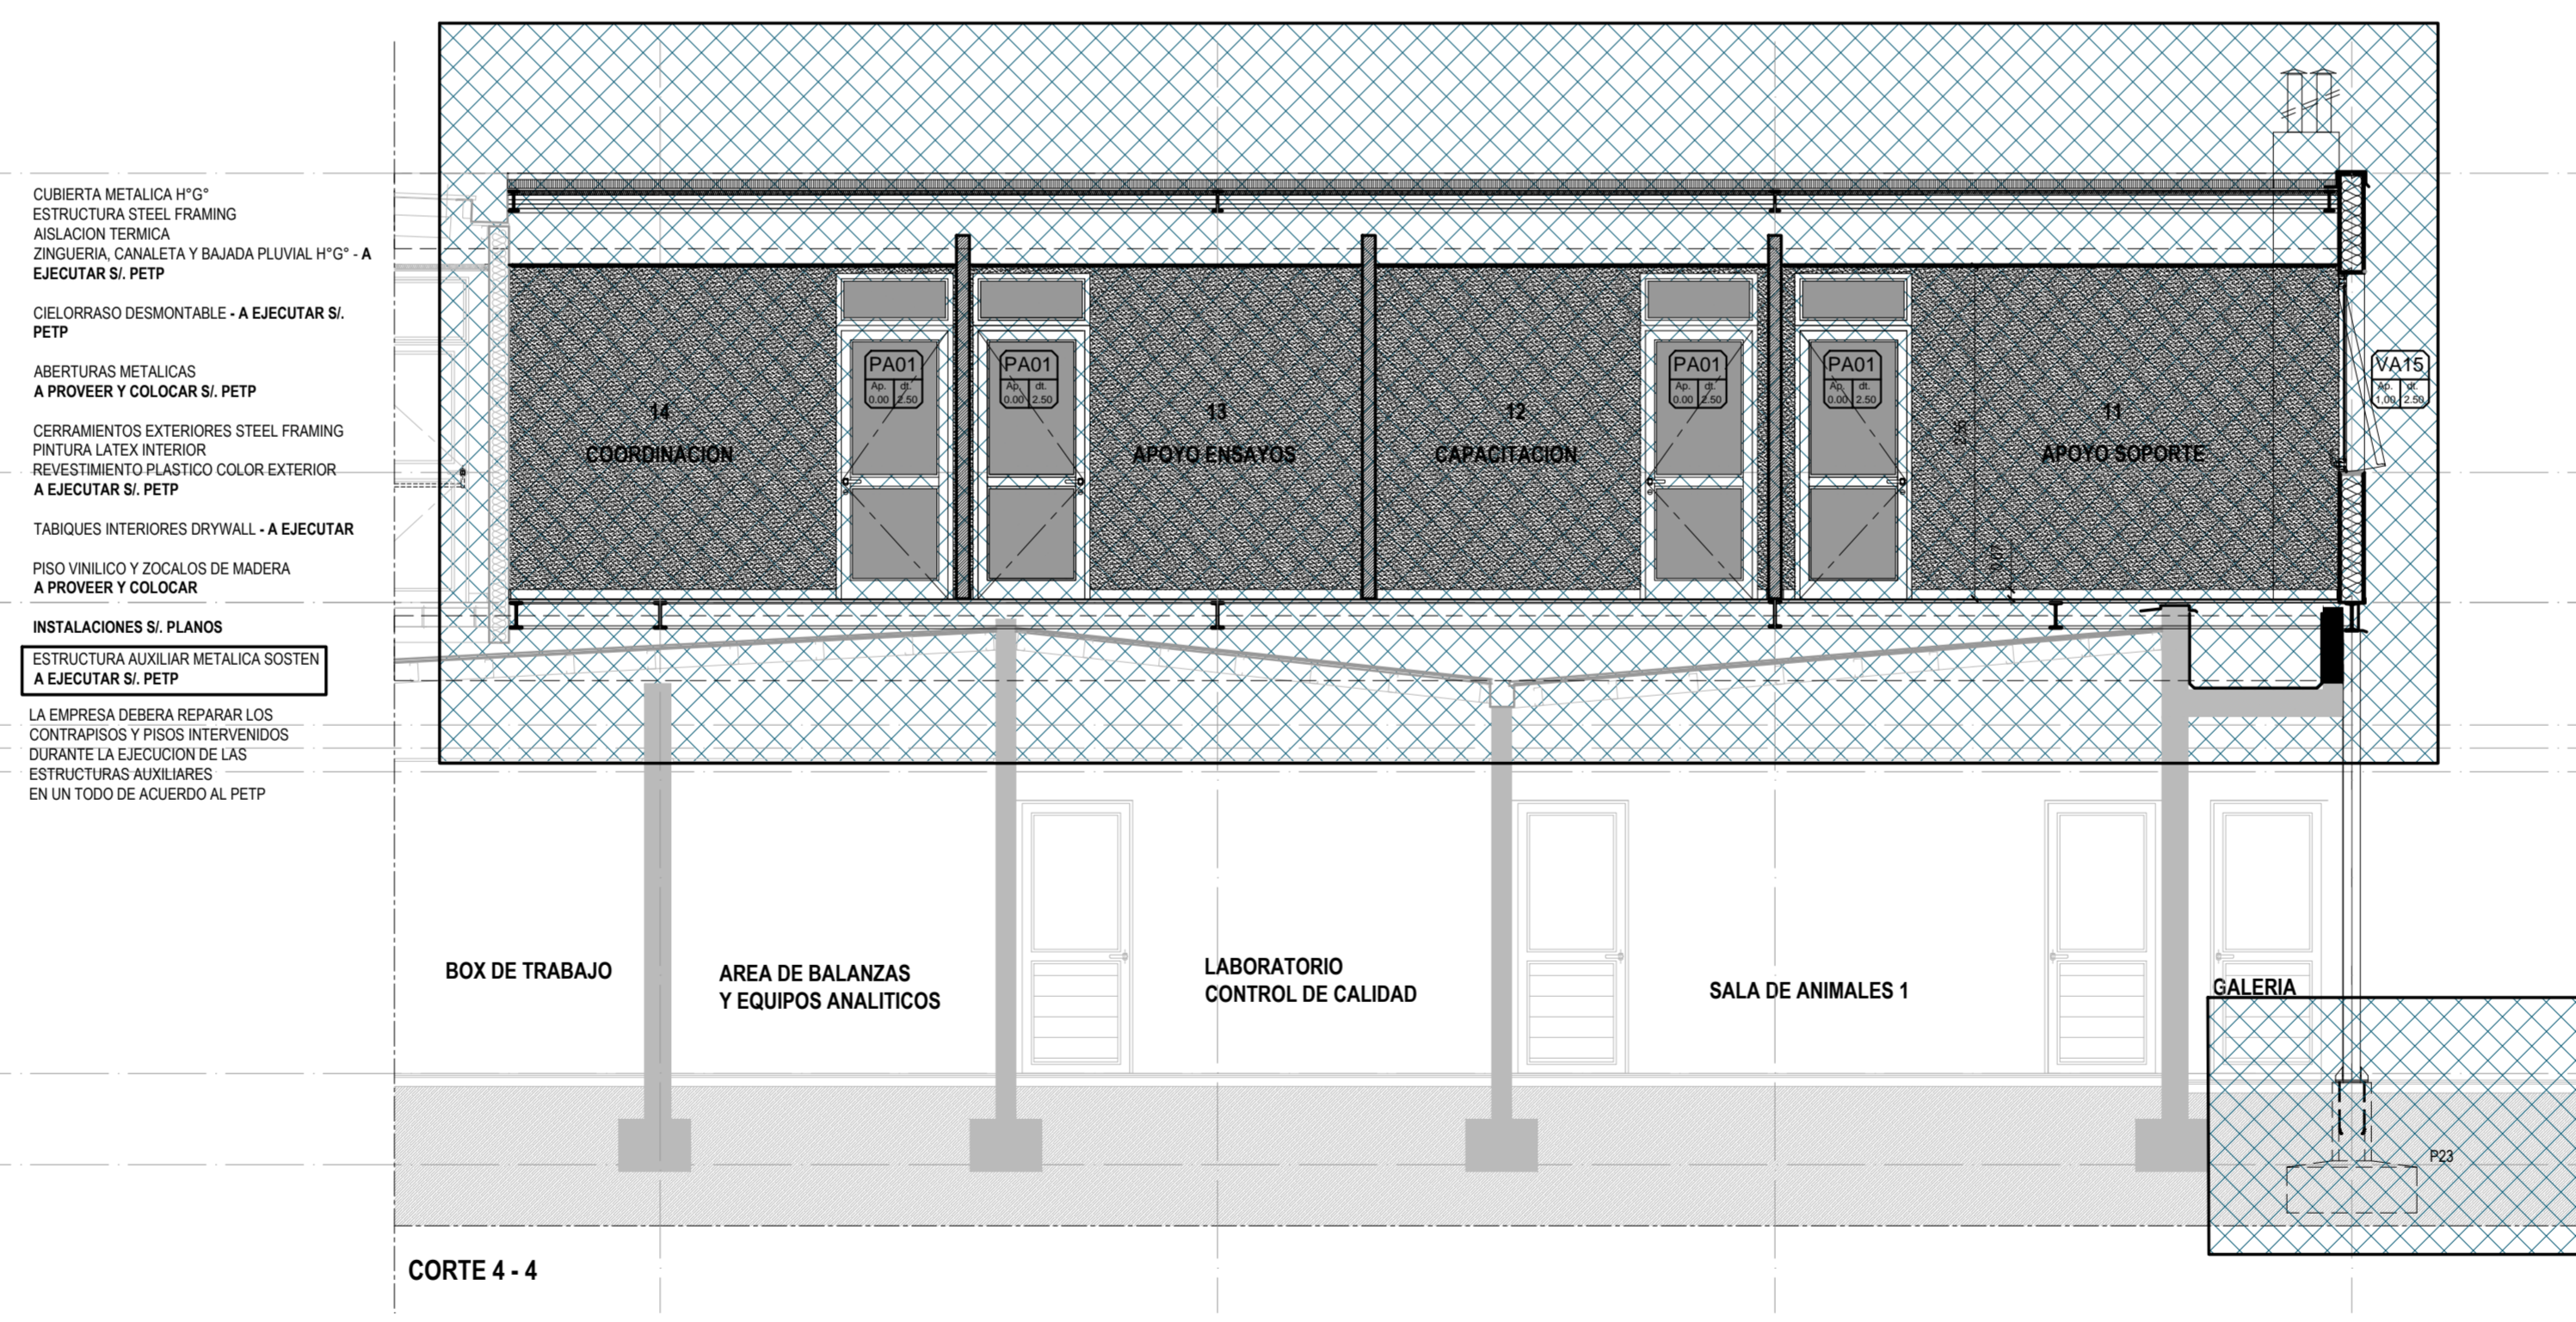 CUBIERTA METALICA H°G°
ESTRUCTURA STEEL FRAMING
AISLACION TERMICA
ZINGUERIA, CANALETA Y BAJADA PLUVIAL H°G° - A
EJECUTAR S/. PETP
CIELORRASO DESMONTABLE - A EJECUTAR S/.
PETP
ABERTURAS METALICAS
A PROVEER Y COLOCAR S/. PETP
CERRAMIENTOS EXTERIORES STEEL FRAMING
PINTURA LATEX INTERIOR
REVESTIMIENTO PLASTICO COLOR EXTERIOR
A EJECUTAR S/. PETP
TABIQUES INTERIORES DRYWALL - A EJECUTAR
PISO VINILICO Y ZOCALOS DE MADERA
A PROVEER Y COLOCAR
INSTALACIONES S/. PLANOS
ESTRUCTURA AUXILIAR METALICA SOSTEN
A EJECUTAR S/. PETP
LA EMPRESA DEBERA REPARAR LOS
CONTRAPISOS Y PISOS INTERVENIDOS
DURANTE LA EJECUCION DE LAS
ESTRUCTURAS AUXILIARES
EN UN TODO DE ACUERDO AL PETP
14
COORDINACION
PA01
Ap. dt.
0.00 2.50
PA01
Ap. dt.
0.00 2.50
13
APOYO ENSAYOS
12
CAPACITACION
PA01
Ap. dt.
0.00 2.50
PA01
Ap. dt.
0.00 2.50
11
APOYO SOPORTE
VA15
Ap. dt.
1,00 2.50
BOX DE TRABAJO
AREA DE BALANZAS
Y EQUIPOS ANALITICOS
LABORATORIO
CONTROL DE CALIDAD
SALA DE ANIMALES 1
GALERIA
P23
CORTE 4 - 4